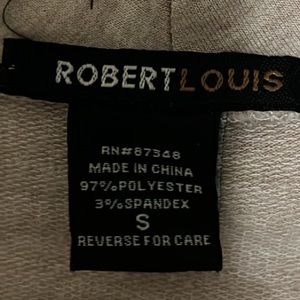 ROBERTLOUIS
RN#87348
MADE IN CHINA
97%POLYESTER
3%SPANDEX
S
REVERSE FOR CARE